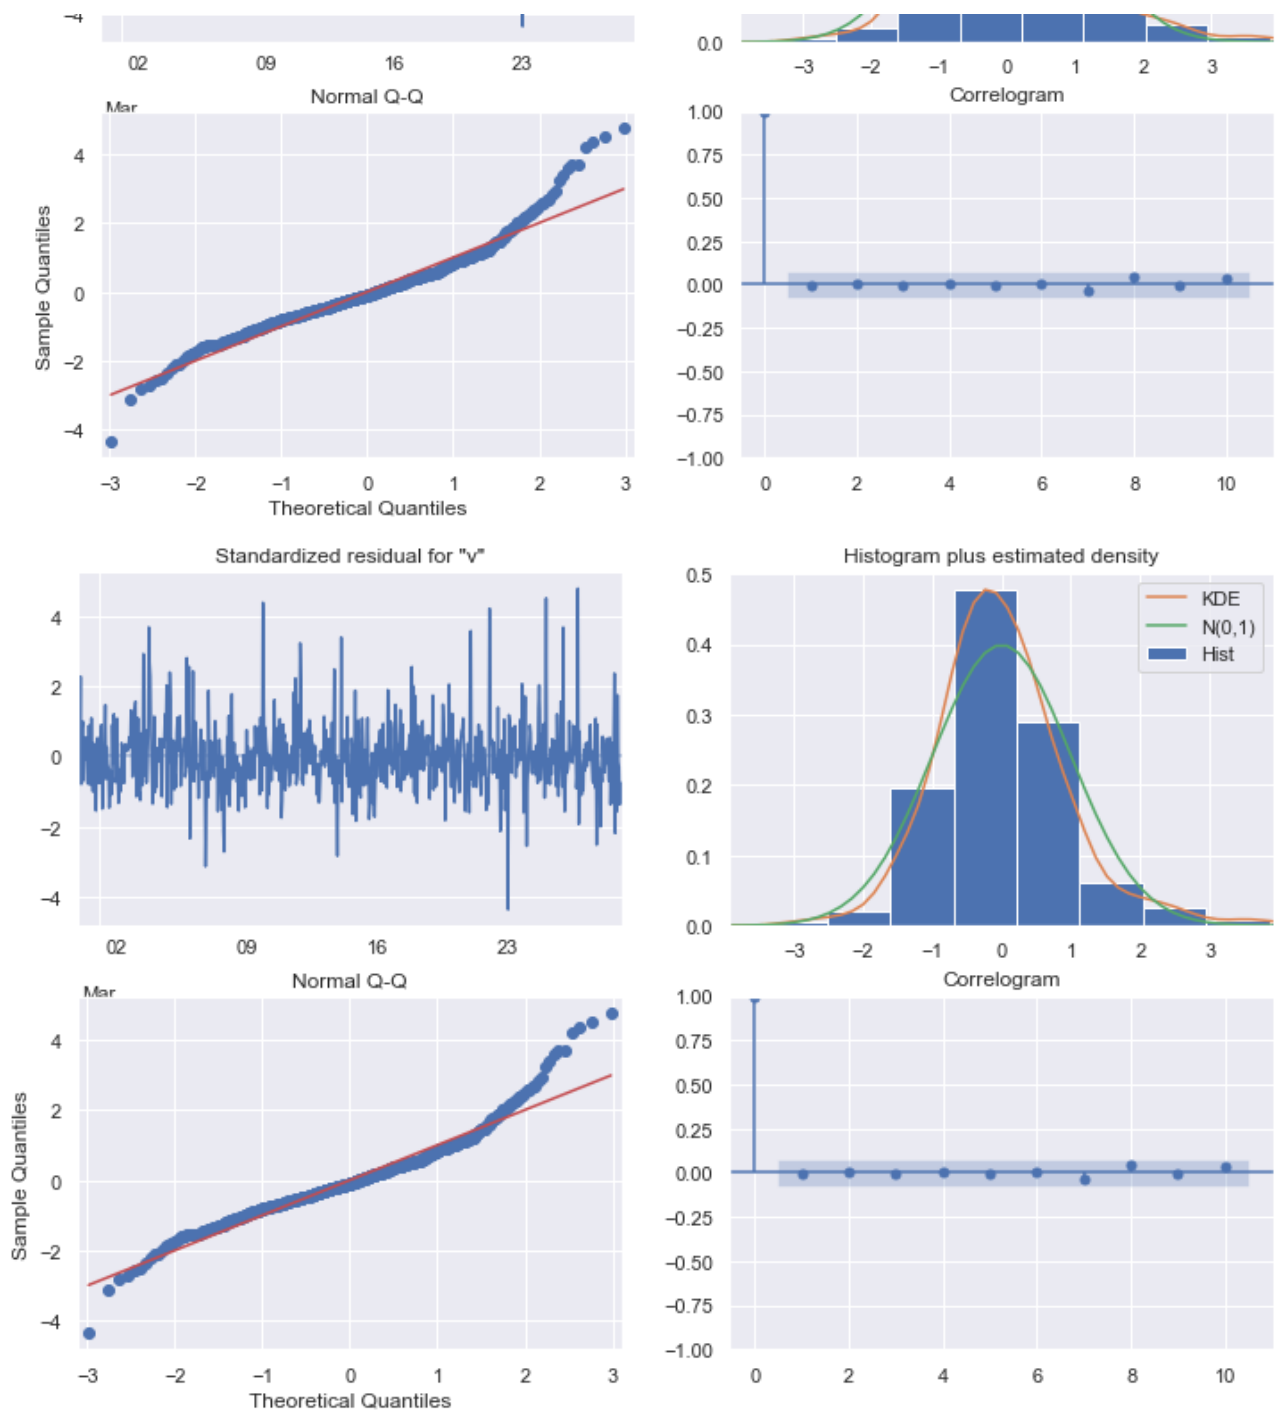 −4
0.0
02 09 16 23
−3 −2 −1 0 1 2 3
Mar
Normal Q-Q
Correlogram
4
2
0
−2
−4
Sample Quantiles
−3 −2 −1 0 1 2 3
Theoretical Quantiles
1.00
0.75
0.50
0.25
0.00
−0.25
−0.50
−0.75
−1.00
0 2 4 6 8 10
Standardized residual for "v"
4
2
0
−2
−4
02 09 16 23
Mar
Histogram plus estimated density
0.5
0.4
0.3
0.2
0.1
0.0
KDE
N(0,1)
Hist
−3 −2 −1 0 1 2 3
Normal Q-Q
4
2
0
−2
−4
Sample Quantiles
−3 −2 −1 0 1 2 3
Theoretical Quantiles
Correlogram
1.00
0.75
0.50
0.25
0.00
−0.25
−0.50
−0.75
−1.00
0 2 4 6 8 10